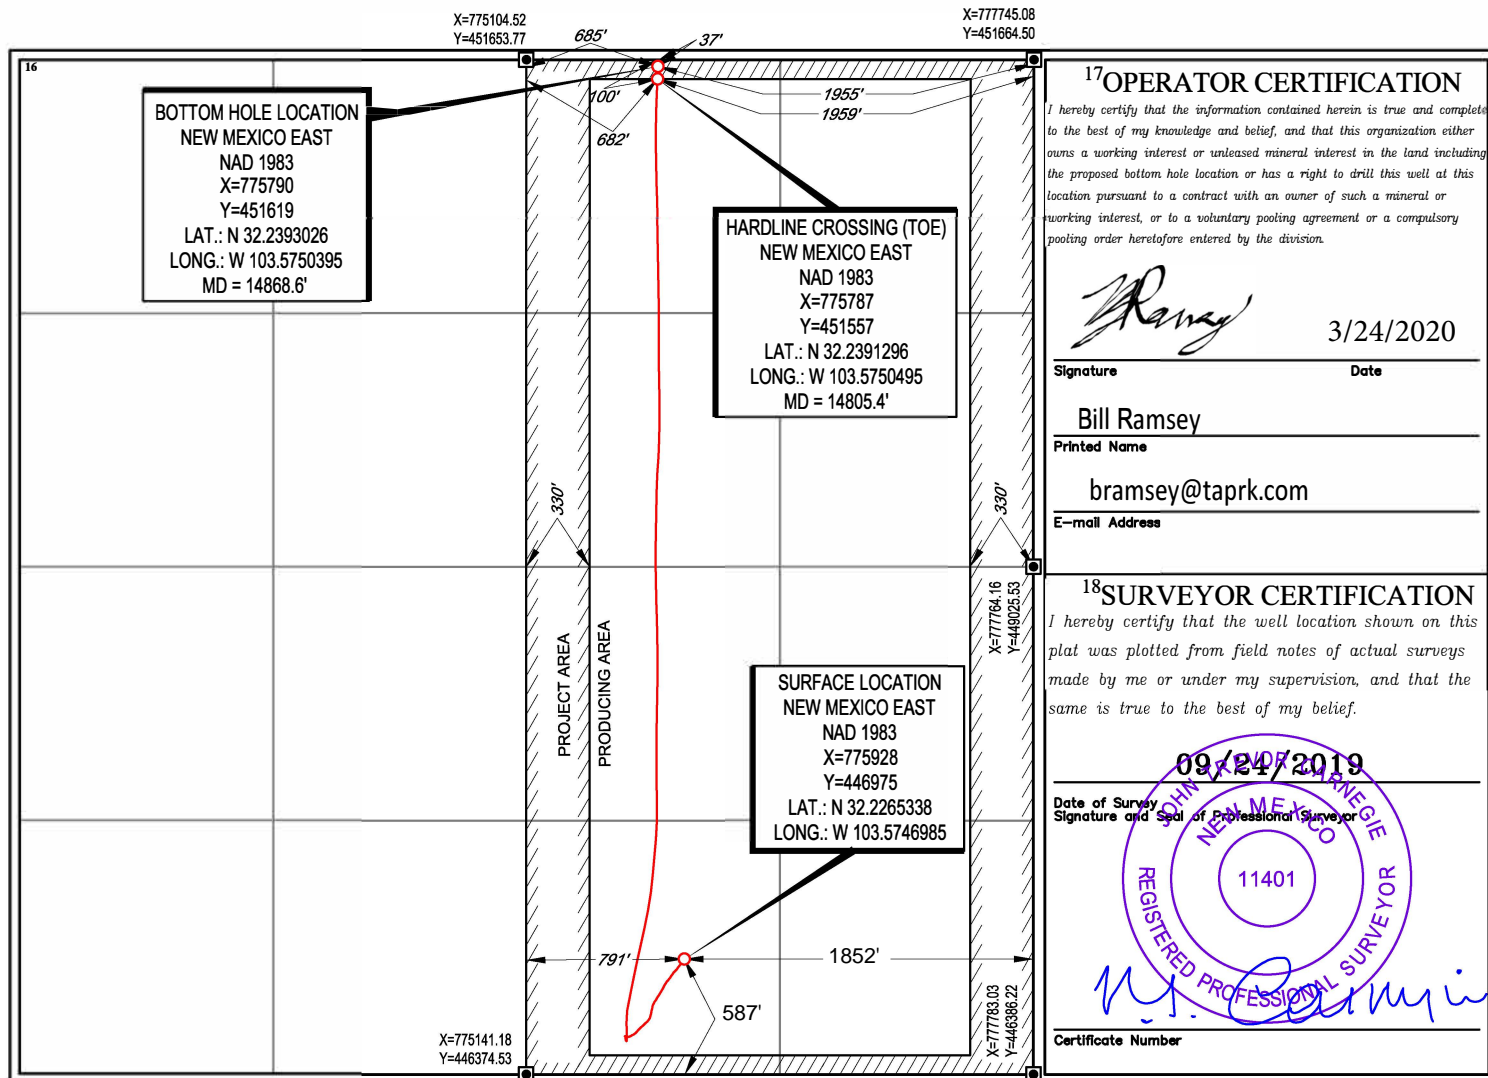 X=775104.52
Y=451653.77
X=777745.08
Y=451664.50
685'
37'
16
100'
682'
1955'
1959'
BOTTOM HOLE LOCATION
NEW MEXICO EAST
NAD 1983
X=775790
Y=451619
LAT.: N 32.2393026
LONG.: W 103.5750395
MD = 14868.6'
HARDLINE CROSSING (TOE)
NEW MEXICO EAST
NAD 1983
X=775787
Y=451557
LAT.: N 32.2391296
LONG.: W 103.5750495
MD = 14805.4'
330'
330'
X=777764.16
Y=449025.53
PROJECT AREA
PRODUCING AREA
SURFACE LOCATION
NEW MEXICO EAST
NAD 1983
X=775928
Y=446975
LAT.: N 32.2265338
LONG.: W 103.5746985
791'
1852'
587'
X=775141.18
Y=446374.53
X=777783.03
Y=446386.22
17 OPERATOR CERTIFICATION
I hereby certify that the information contained herein is true and complete
to the best of my knowledge and belief, and that this organization either
owns a working interest or unleased mineral interest in the land including
the proposed bottom hole location or has a right to drill this well at this
location pursuant to a contract with an owner of such a mineral or
working interest, or to a voluntary pooling agreement or a compulsory
pooling order heretofore entered by the division.
3/24/2020
Signature Date
Bill Ramsey
Printed Name
bramsey@taprk.com
E-mail Address
18 SURVEYOR CERTIFICATION
I hereby certify that the well location shown on this
plat was plotted from field notes of actual surveys
made by me or under my supervision, and that the
same is true to the best of my belief.
09/24/2019
Date of Survey
Signature and Seal of Professional Surveyor
JOHN TREVOR CARNEGIE
NEW MEXICO
11401
REGISTERED PROFESSIONAL SURVEYOR
Certificate Number